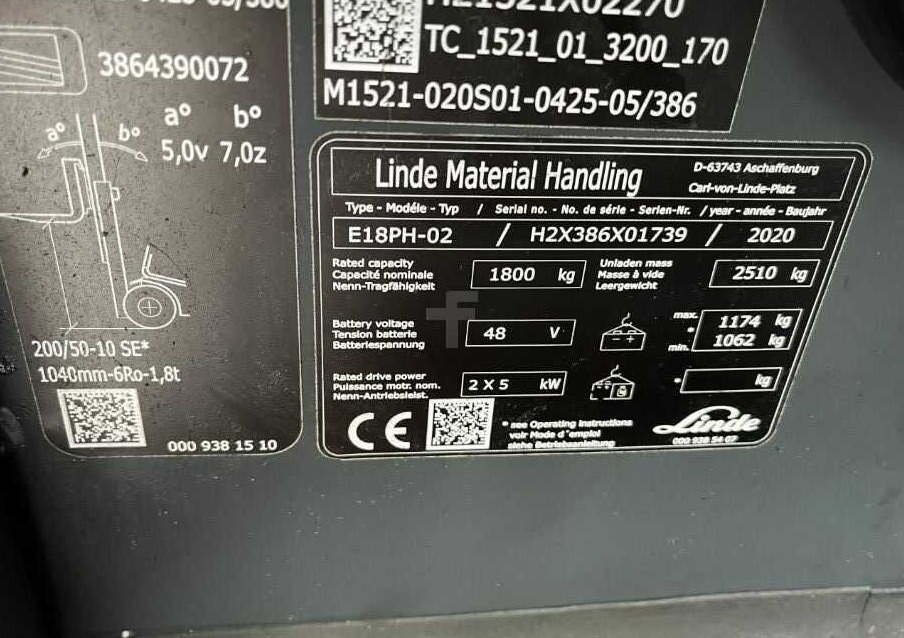 3864390072
a° b°
a° b°
5,0v 7,0z
200/50-10 SE*
1040mm-6Ro-1,8t
000 938 15 10
TC_1521_01_3200_170
M1521-020S01-0425-05/386
Linde Material Handling
D-63743 Aschaffenburg
Carl-von-Linde-Platz
Type - Modéle - Typ / Serial no. - No. de série - Serien-Nr. / year - année - Baujahr
E18PH-02 / H2X386X01739 / 2020
Rated capacity
Capacité nominale
Nenn-Tragfähigkeit
1800 kg
Unladen mass
Masse à vide
Leergewicht
2510 kg
Battery voltage
Tension batterie
Batteriespannung
48 V
max. 1174 kg
*
min. 1062 kg
Rated drive power
Puissance motr. nom.
Nenn-Antriebsleist.
2 X 5 kW
* kg
CE
* see Operating Instructions
voir Mode d'emploi
siehe Betriebsanleitung
Linde
000 938 54 07